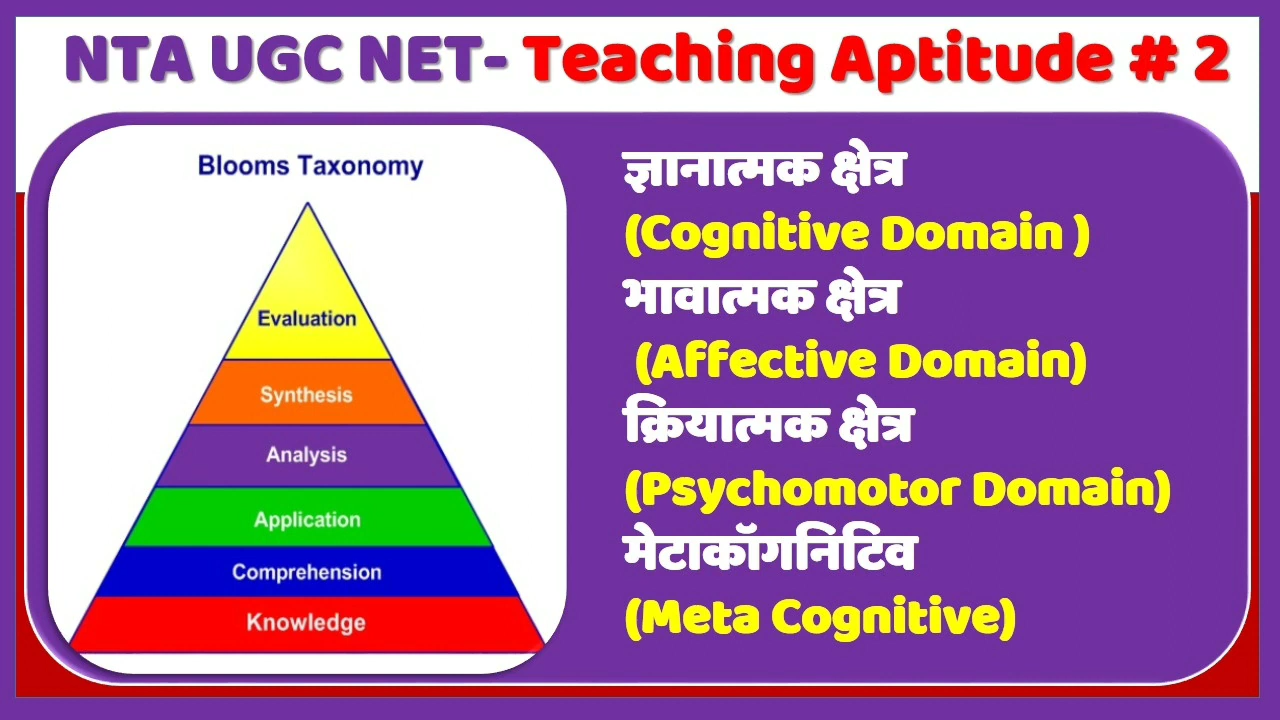 NTA UGC NET- Teaching Aptitude # 2
Blooms Taxonomy
Evaluation
Synthesis
Analysis
Application
Comprehension
Knowledge
ज्ञानात्मक क्षेत्र
(Cognitive Domain )
भावात्मक क्षेत्र
(Affective Domain)
क्रियात्मक क्षेत्र
(Psychomotor Domain)
मेटाकॉगनिटिव
(Meta Cognitive)